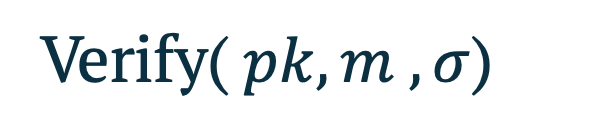 Verify( pk, m , σ)